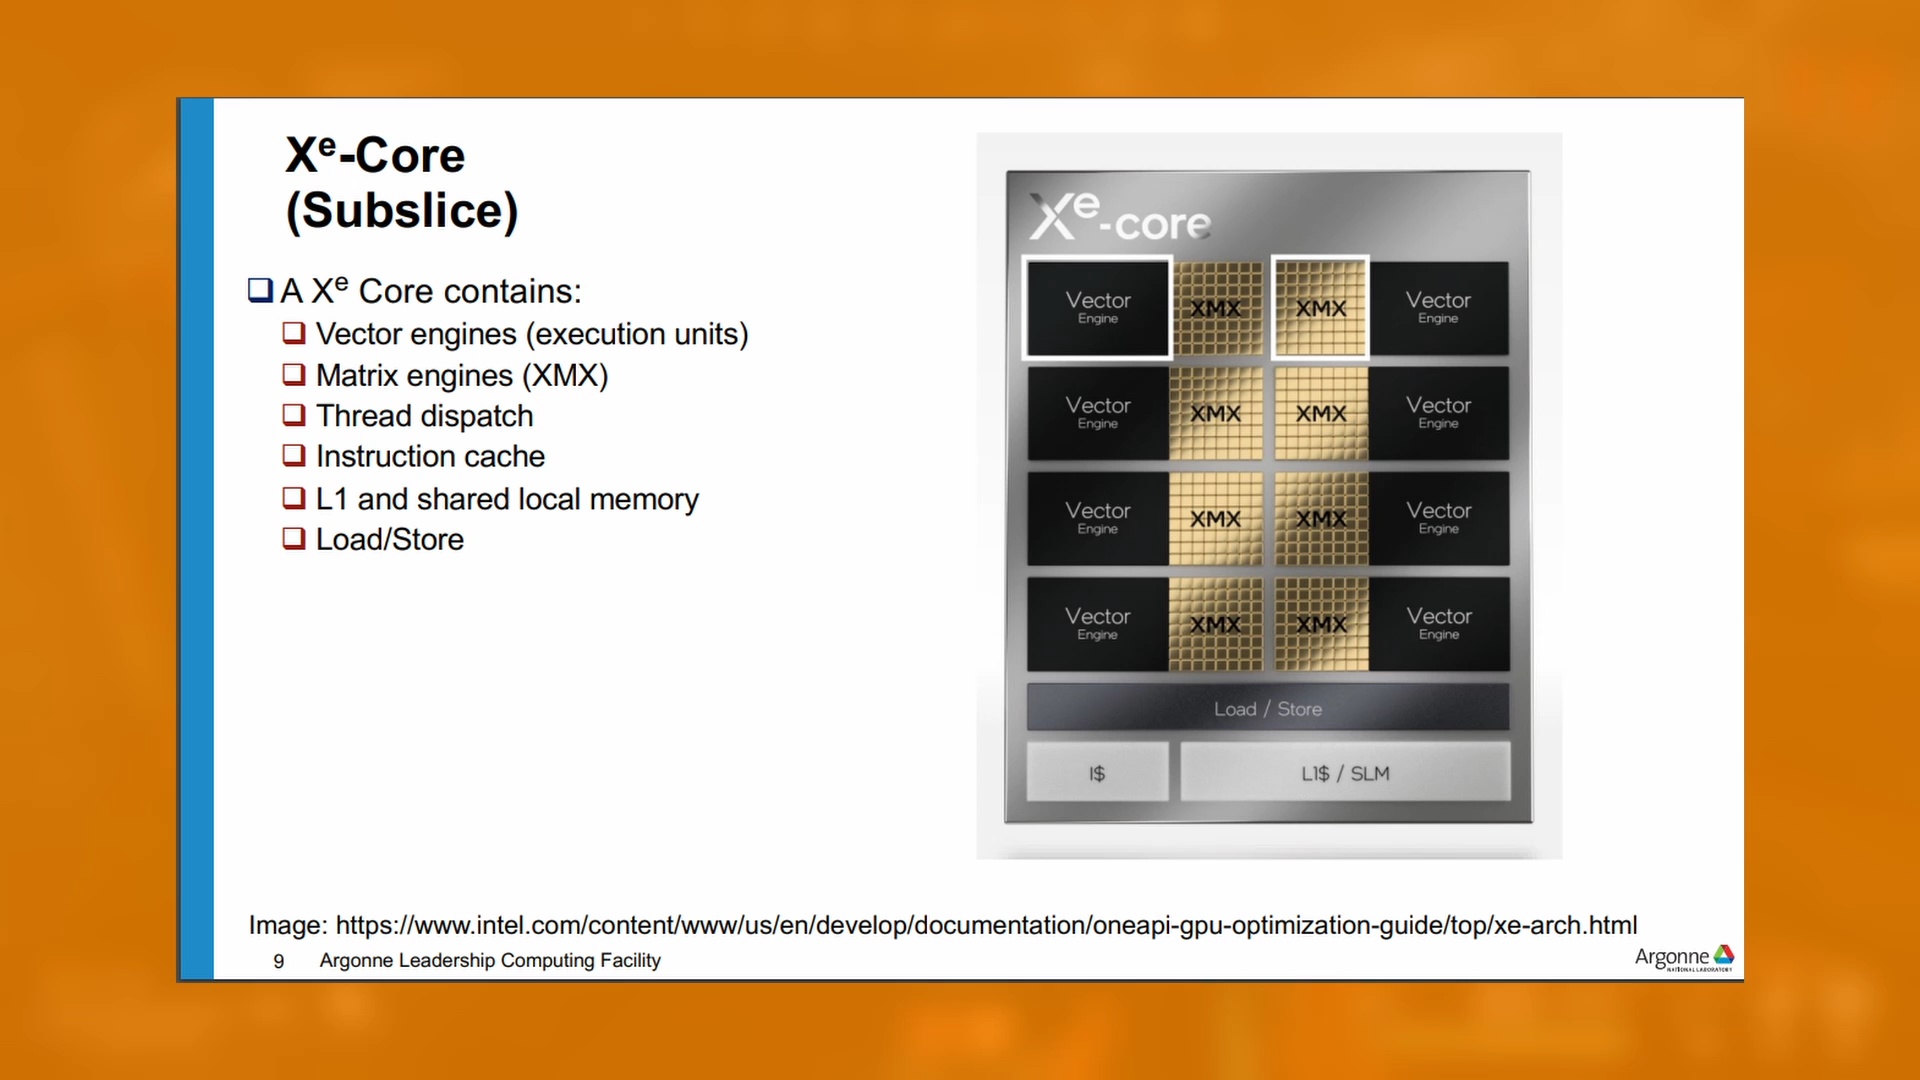 Xe-Core
(Subslice)
A Xe Core contains:
Vector engines (execution units)
Matrix engines (XMX)
Thread dispatch
Instruction cache
L1 and shared local memory
Load/Store
Xe-core
Vector Engine XMX XMX Vector Engine
Vector Engine XMX XMX Vector Engine
Vector Engine XMX XMX Vector Engine
Vector Engine XMX XMX Vector Engine
Load / Store
I$ L1$ / SLM
Image: https://www.intel.com/content/www/us/en/develop/documentation/oneapi-gpu-optimization-guide/top/xe-arch.html
9 Argonne Leadership Computing Facility
Argonne
NATIONAL LABORATORY